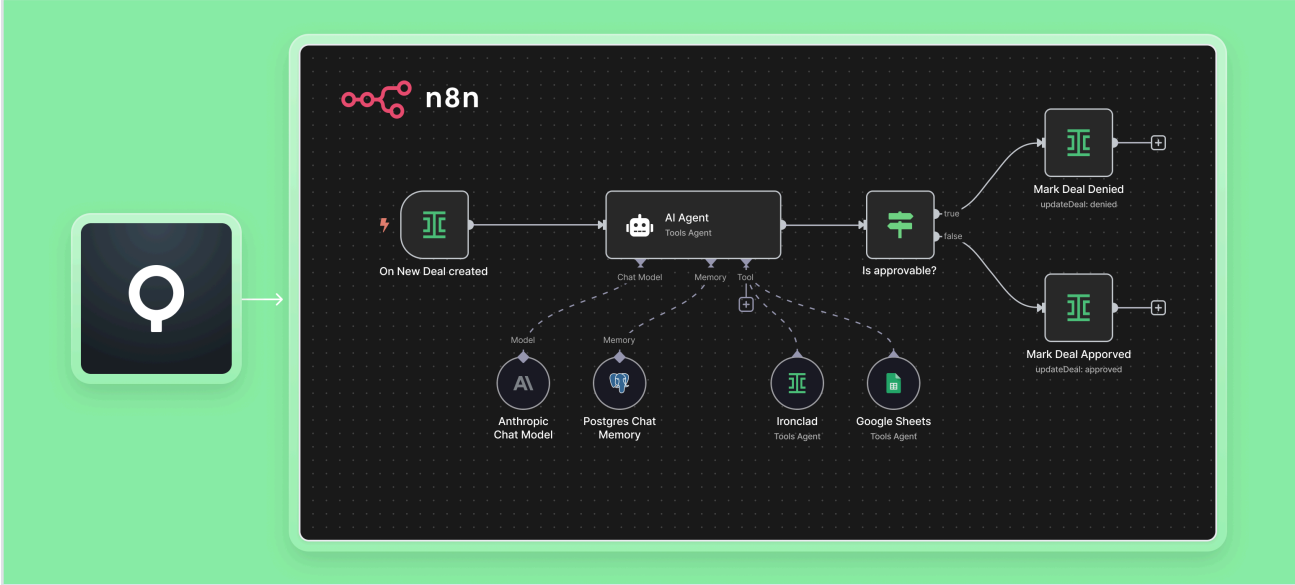 n8n
On New Deal created
AI Agent
Tools Agent
Chat Model
Memory
Tool
Is approvable?
true
false
Mark Deal Denied
updateDeal: denied
Mark Deal Apporved
updateDeal: approved
Model
Memory
Anthropic
Chat Model
Postgres Chat
Memory
Ironclad
Tools Agent
Google Sheets
Tools Agent